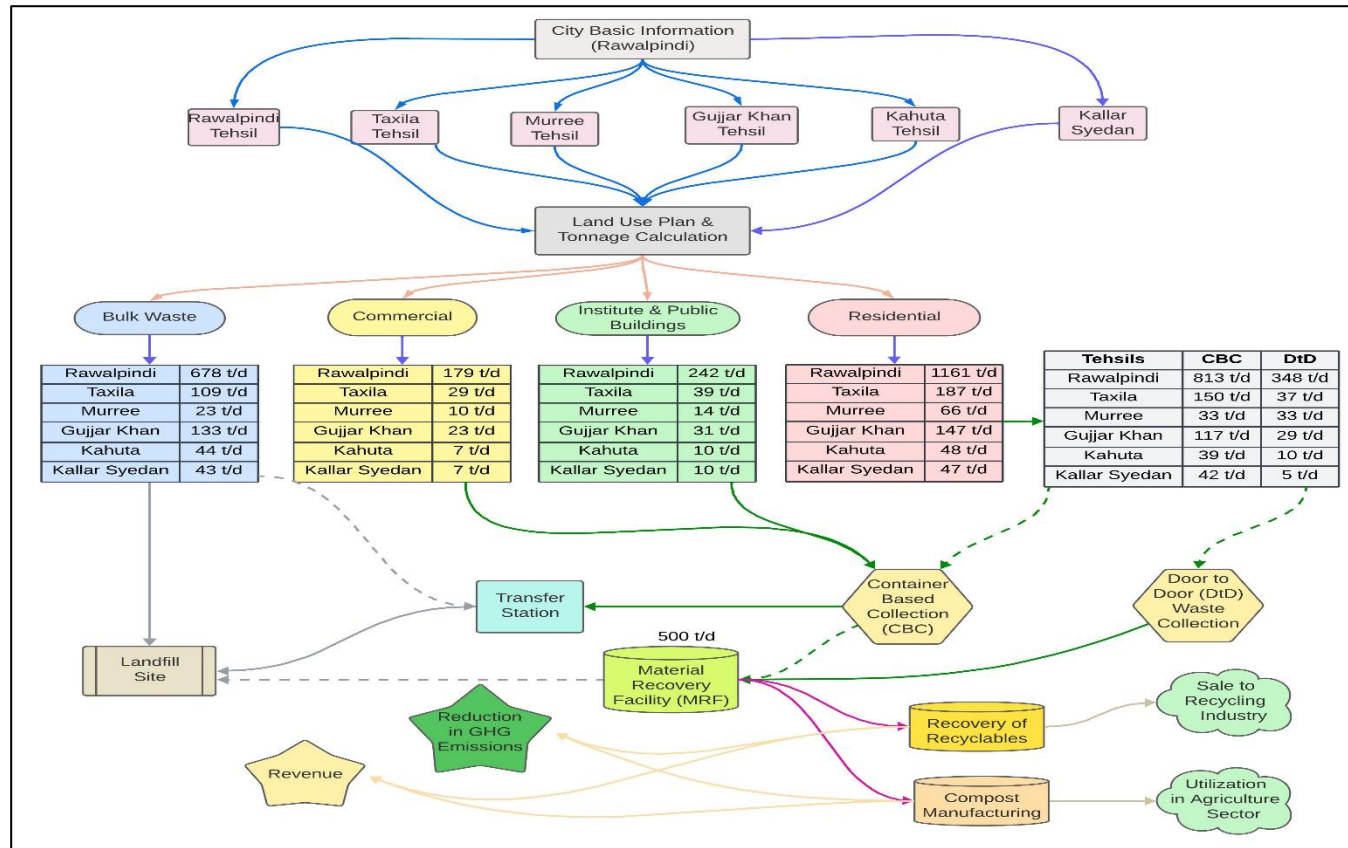 City Basic Information
(Rawalpindi)
Rawalpindi
Tehsil
Taxila
Tehsil
Murree
Tehsil
Gujjar Khan
Tehsil
Kahuta
Tehsil
Kallar
Syedan
Land Use Plan &
Tonnage Calculation
Bulk Waste
Commercial
Institute & Public
Buildings
Residential
Rawalpindi 678 t/d
Taxila 109 t/d
Murree 23 t/d
Gujjar Khan 133 t/d
Kahuta 44 t/d
Kallar Syedan 43 t/d
Rawalpindi 179 t/d
Taxila 29 t/d
Murree 10 t/d
Gujjar Khan 23 t/d
Kahuta 7 t/d
Kallar Syedan 7 t/d
Rawalpindi 242 t/d
Taxila 39 t/d
Murree 14 t/d
Gujjar Khan 31 t/d
Kahuta 10 t/d
Kallar Syedan 10 t/d
Rawalpindi 1161 t/d
Taxila 187 t/d
Murree 66 t/d
Gujjar Khan 147 t/d
Kahuta 48 t/d
Kallar Syedan 47 t/d
Tehsils CBC DtD
Rawalpindi 813 t/d 348 t/d
Taxila 150 t/d 37 t/d
Murree 33 t/d 33 t/d
Gujjar Khan 117 t/d 29 t/d
Kahuta 39 t/d 10 t/d
Kallar Syedan 42 t/d 5 t/d
Transfer
Station
Container
Based
Collection
(CBC)
Door to
Door (DtD)
Waste
Collection
Landfill
Site
500 t/d
Material
Recovery
Facility (MRF)
Reduction
in GHG
Emissions
Revenue
Recovery of
Recyclables
Sale to
Recycling
Industry
Compost
Manufacturing
Utilization
in Agriculture
Sector